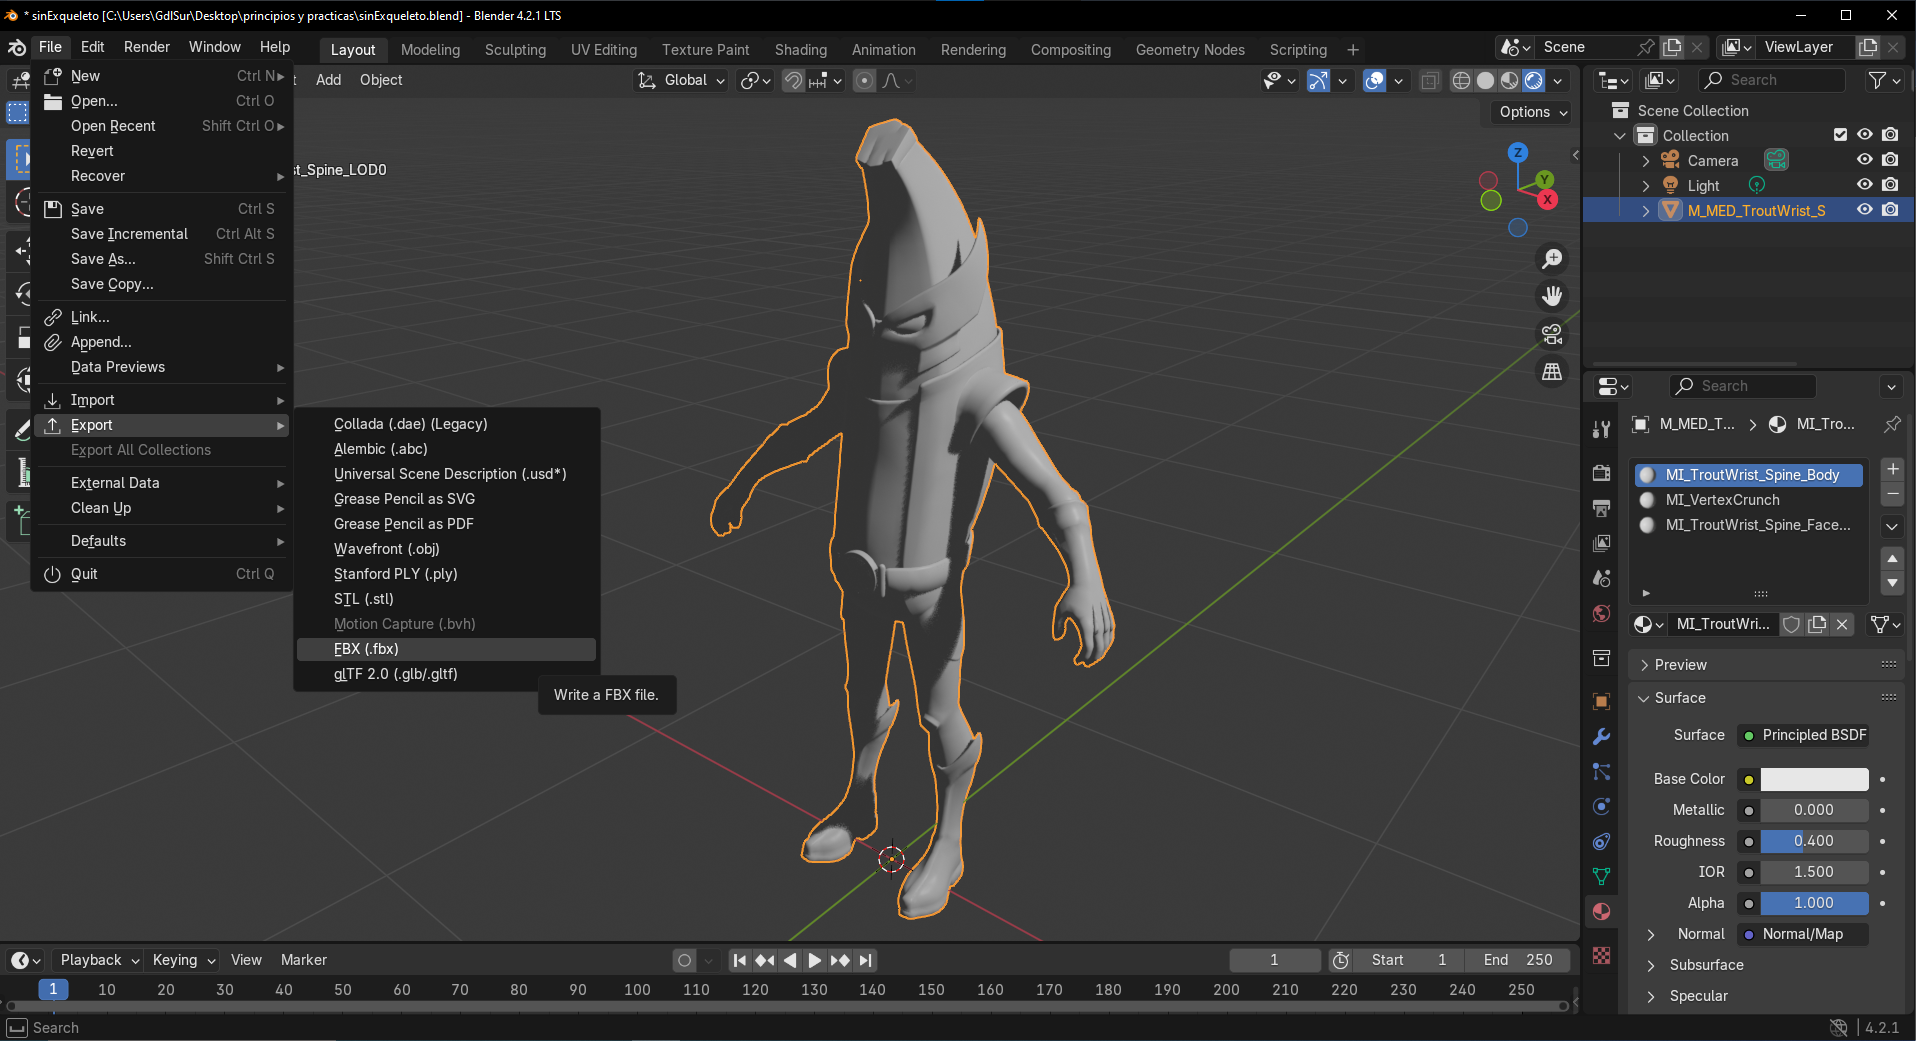 * sinExqueleto [C:\Users\GdlSur\Desktop\principios y practicas\sinExqueleto.blend] - Blender 4.2.1 LTS
File Edit Render Window Help Layout Modeling Sculpting UV Editing Texture Paint Shading Animation Rendering Compositing Geometry Nodes Scripting + Scene ViewLayer
t Add Object Global Search
Options
st_Spine_LOD0
New Ctrl N
Open... Ctrl O
Open Recent Shift Ctrl O
Revert
Recover
Save Ctrl S
Save Incremental Ctrl Alt S
Save As... Shift Ctrl S
Save Copy...
Link...
Append...
Data Previews
Import
Export
Export All Collections
External Data
Clean Up
Defaults
Quit Ctrl Q
Collada (.dae) (Legacy)
Alembic (.abc)
Universal Scene Description (.usd*)
Grease Pencil as SVG
Grease Pencil as PDF
Wavefront (.obj)
Stanford PLY (.ply)
STL (.stl)
Motion Capture (.bvh)
FBX (.fbx)
glTF 2.0 (.glb/.gltf)
Write a FBX file.
Z
Y
X
Scene Collection
Collection
Camera
Light
M_MED_TroutWrist_S
Search
M_MED_T... MI_Tro...
MI_TroutWrist_Spine_Body
MI_VertexCrunch
MI_TroutWrist_Spine_Face...
MI_TroutWri...
Preview
Surface
Surface Principled BSDF
Base Color
Metallic 0.000
Roughness 0.400
IOR 1.500
Alpha 1.000
Normal Normal/Map
Subsurface
Specular
Playback Keying View Marker 1 Start 1 End 250
1 10 20 30 40 50 60 70 80 90 100 110 120 130 140 150 160 170 180 190 200 210 220 230 240 250
Search 4.2.1